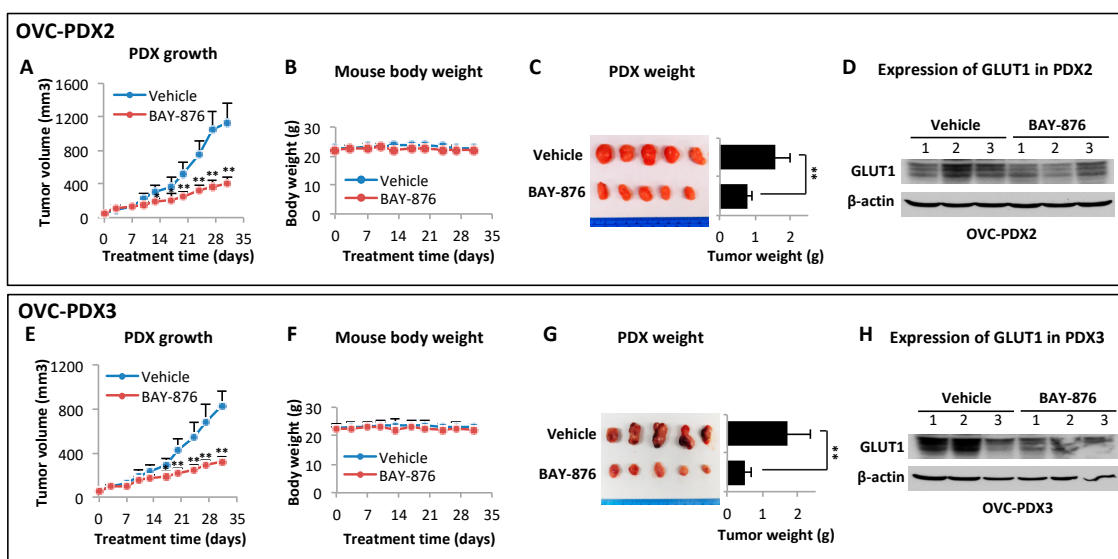 OVC-PDX2
A
PDX growth
Tumor volume (mm3)
1600
1200
800
400
0
Vehicle
BAY-876
*
**
**
**
**
0 7 14 21 28 35
Treatment time (days)
B
Mouse body weight
Body weight (g)
30
20
10
0
Vehicle
BAY-876
0 7 14 21 28 35
Treatment time (days)
C
PDX weight
Vehicle
BAY-876
**
0 1 2
Tumor weight (g)
D
Expression of GLUT1 in PDX2
Vehicle BAY-876
1 2 3 1 2 3
GLUT1
β-actin
OVC-PDX2
OVC-PDX3
E
PDX growth
Tumor volume (mm3)
1200
800
400
0
Vehicle
BAY-876
*
**
**
**
**
0 7 14 21 28 35
Treatment time (days)
F
Mouse body weight
Body weight (g)
30
20
10
0
Vehicle
BAY-876
0 7 14 21 28 35
Treatment time (days)
G
PDX weight
Vehicle
BAY-876
**
0 1 2
Tumor weight (g)
H
Expression of GLUT1 in PDX3
Vehicle BAY-876
1 2 3 1 2 3
GLUT1
β-actin
OVC-PDX3